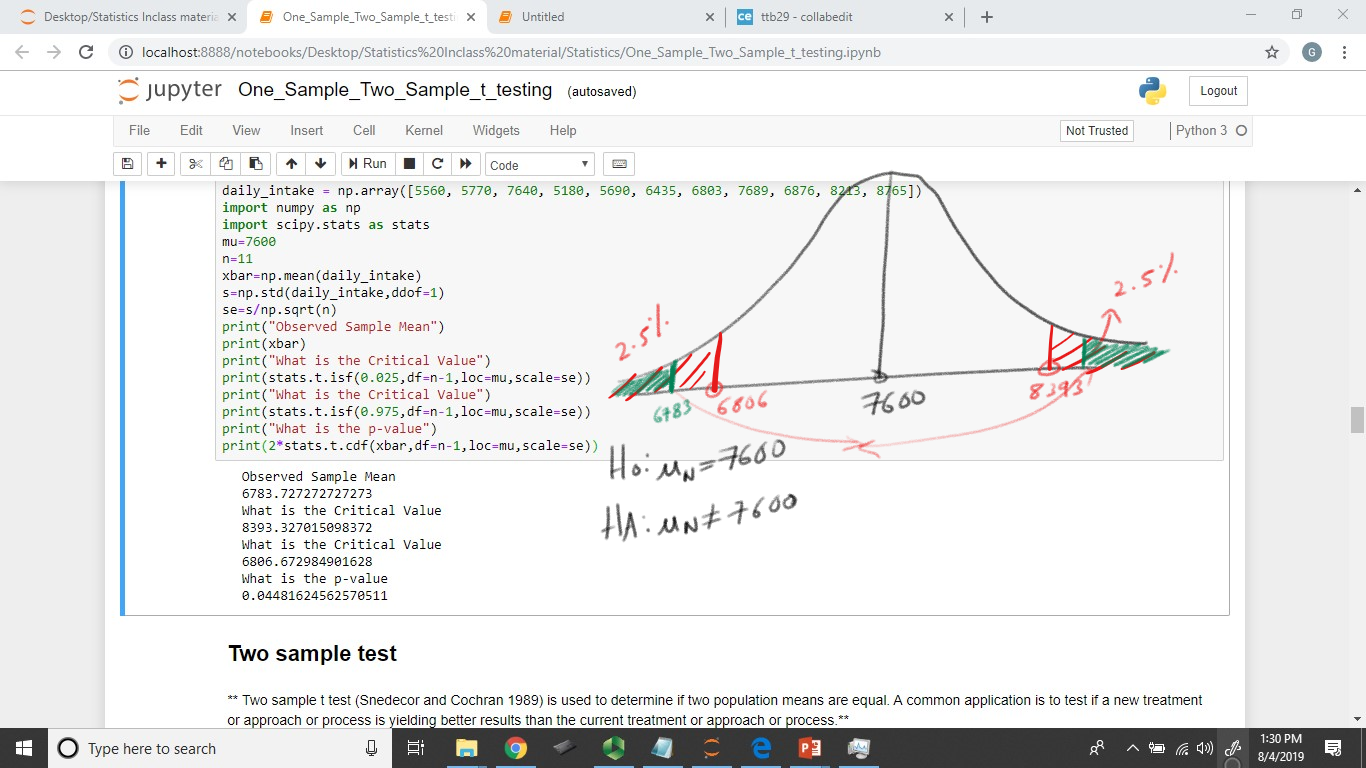 Desktop/Statistics Inclass materia
One_Sample_Two_Sample_t_testi
Untitled
ce ttb29 - collabedit
localhost:8888/notebooks/Desktop/Statistics%20Inclass%20material/Statistics/One_Sample_Two_Sample_t_testing.ipynb
G
jupyter One_Sample_Two_Sample_t_testing (autosaved)
Logout
File Edit View Insert Cell Kernel Widgets Help
Not Trusted
Python 3
Run
Code
daily_intake = np.array([5560, 5770, 7640, 5180, 5690, 6435, 6803, 7689, 6876, 8213, 8765])
import numpy as np
import scipy.stats as stats
mu=7600
n=11
xbar=np.mean(daily_intake)
s=np.std(daily_intake,ddof=1)
se=s/np.sqrt(n)
print("Observed Sample Mean")
print(xbar)
print("What is the Critical Value")
print(stats.t.isf(0.025,df=n-1,loc=mu,scale=se))
print("What is the Critical Value")
print(stats.t.isf(0.975,df=n-1,loc=mu,scale=se))
print("What is the p-value")
print(2*stats.t.cdf(xbar,df=n-1,loc=mu,scale=se))
2.5%
2.5%
6783
6806
7600
8393
Ho: μN=7600
HA: μN≠7600
Observed Sample Mean
6783.727272727273
What is the Critical Value
8393.327015098372
What is the Critical Value
6806.672984901628
What is the p-value
0.04481624562570511
Two sample test
** Two sample t test (Snedecor and Cochran 1989) is used to determine if two population means are equal. A common application is to test if a new treatment
or approach or process is yielding better results than the current treatment or approach or process.**
Type here to search
1:30 PM
8/4/2019